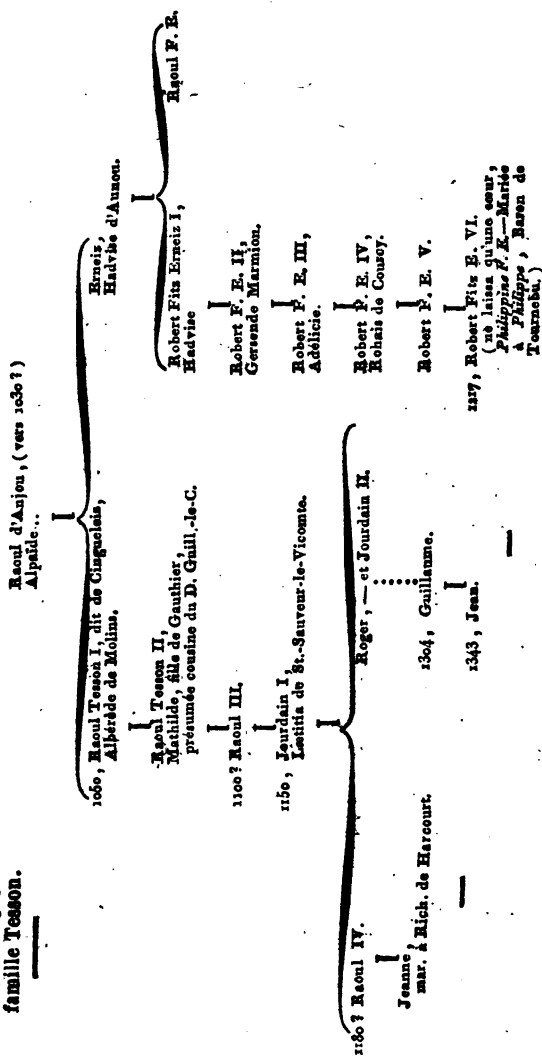 famille Tesson.
Raoul d'Anjou, (vers 1030 ?)
Alpaïde...
1060, Raoul Tesson I, dit de Cingueleis,
Albérède de Molins.
Erneiz,
Hadvise d'Aunou.
-Raoul Tesson II,
Mathilde, fille de Gauthier,
présumée cousine du D. Guill.-le-C.
1100 ? Raoul III.
1150, Jourdain I,
Lætitia de St.-Sauveur-le-Vicomte.
1180 ? Raoul IV.
Jeanne,
mar. à Rich. de Harcourt.
Roger, — et Jourdain II.
1304, Guillaume.
1343, Jean.
Robert Fitz Erneiz I,
Hadvise
Raoul F. E.
Robert F. E. II,
Gersende Marmion.
Robert F. E. III,
Adélicie.
Robert F. E. IV,
Rohais de Coussy.
Robert F. E. V.
1217, Robert Fitz E. VI.
(ne laissa qu'une sœur,
Philippine F. E.—Mariée
à Philippe, Baron de
Tournebu.)